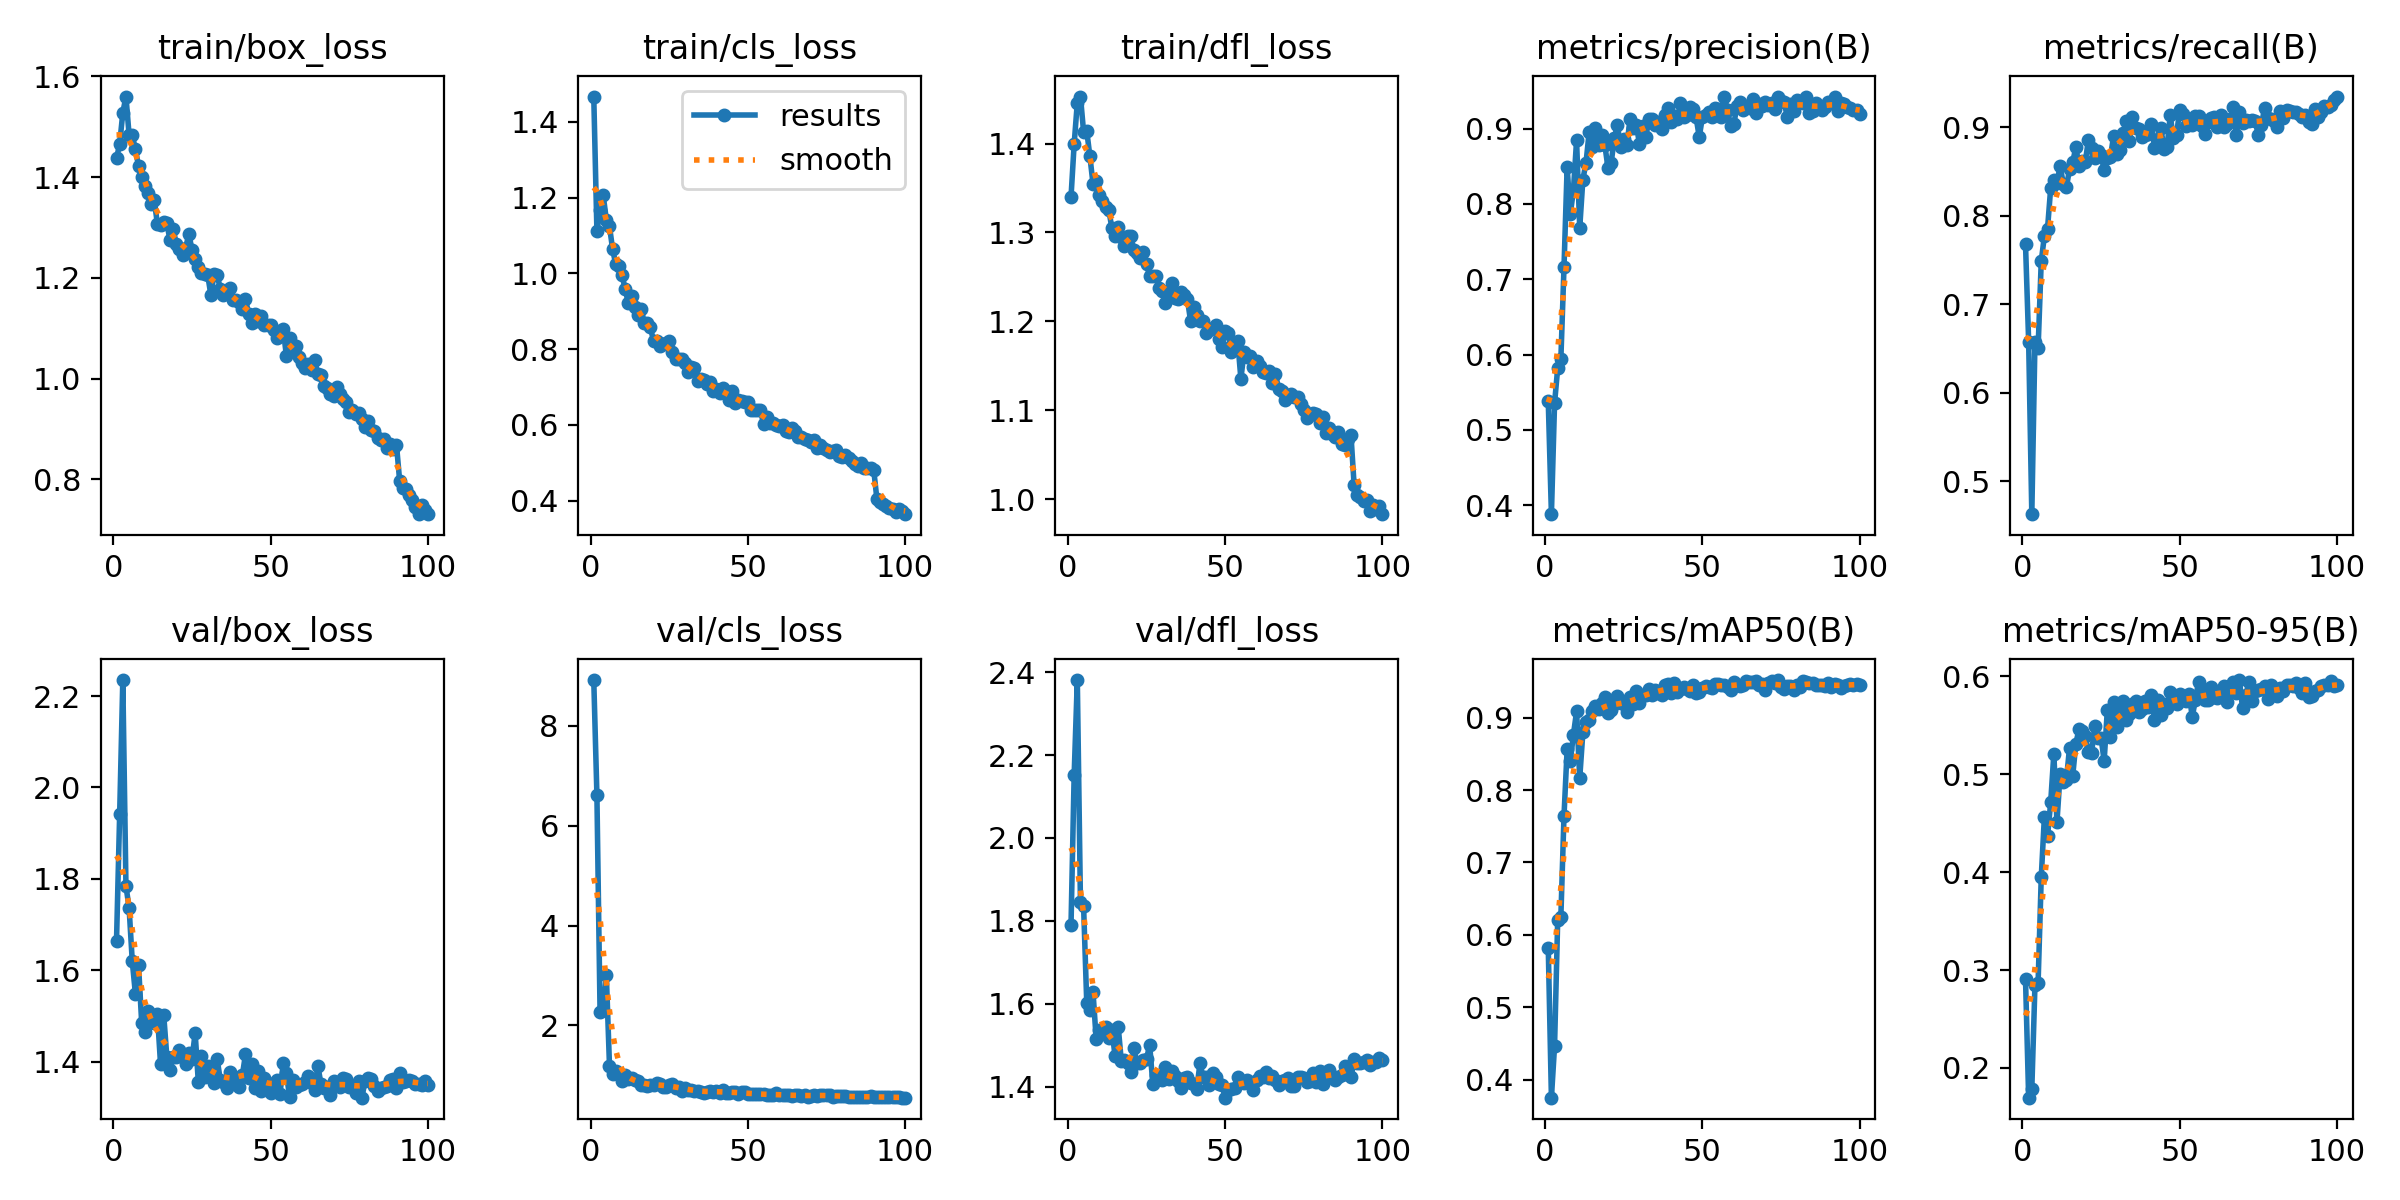 train/box_loss
1.6
1.4
1.2
1.0
0.8
0 50 100
train/cls_loss
results
smooth
1.4
1.2
1.0
0.8
0.6
0.4
0 50 100
train/dfl_loss
1.4
1.3
1.2
1.1
1.0
0 50 100
metrics/precision(B)
0.9
0.8
0.7
0.6
0.5
0.4
0 50 100
metrics/recall(B)
0.9
0.8
0.7
0.6
0.5
0 50 100
val/box_loss
2.2
2.0
1.8
1.6
1.4
0 50 100
val/cls_loss
8
6
4
2
0 50 100
val/dfl_loss
2.4
2.2
2.0
1.8
1.6
1.4
0 50 100
metrics/mAP50(B)
0.9
0.8
0.7
0.6
0.5
0.4
0 50 100
metrics/mAP50-95(B)
0.6
0.5
0.4
0.3
0.2
0 50 100